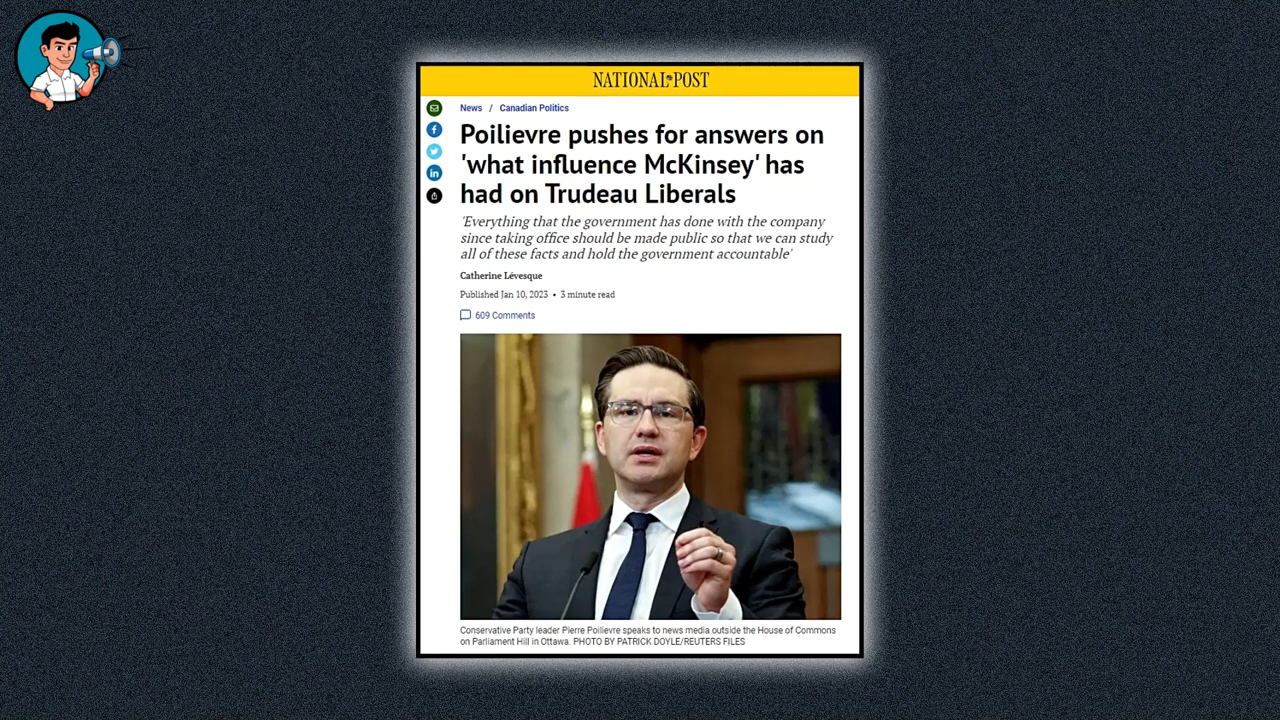 NATIONAL POST
News / Canadian Politics
Poilievre pushes for answers on
'what influence McKinsey' has
had on Trudeau Liberals
'Everything that the government has done with the company
since taking office should be made public so that we can study
all of these facts and hold the government accountable'
Catherine Lévesque
Published Jan 10, 2023 • 3 minute read
609 Comments
Conservative Party leader Pierre Poilievre speaks to news media outside the House of Commons
on Parliament Hill in Ottawa. PHOTO BY PATRICK DOYLE/REUTERS FILES